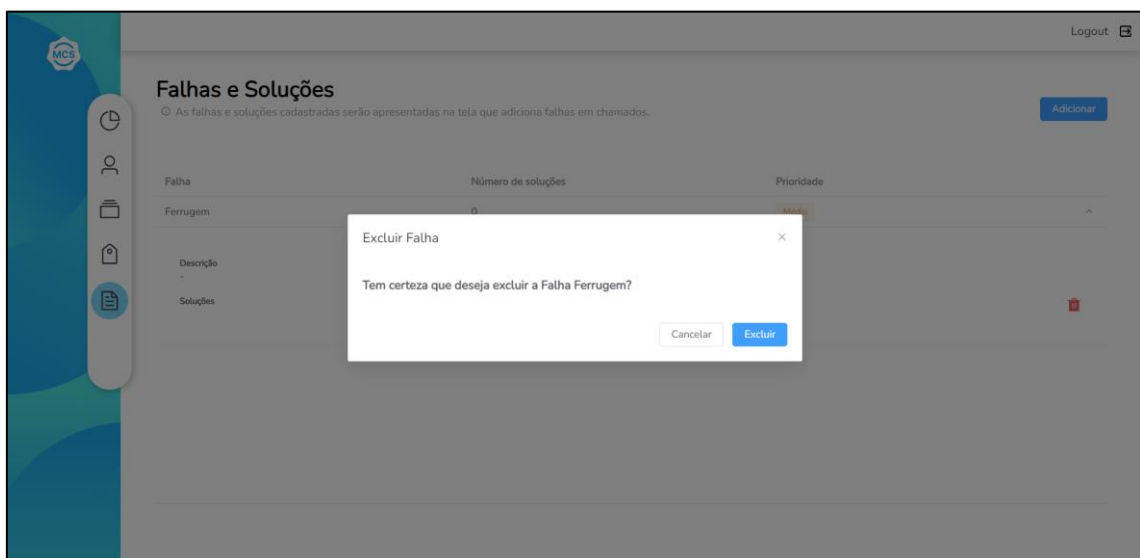 MCS
Logout
Falhas e Soluções
As falhas e soluções cadastradas serão apresentadas na tela que adiciona falhas em chamados.
Adicionar
Falha Número de soluções Prioridade
Ferrugem 0 Médio
Excluir Falha
Descrição
-
Tem certeza que deseja excluir a Falha Ferrugem?
Soluções
Cancelar Excluir